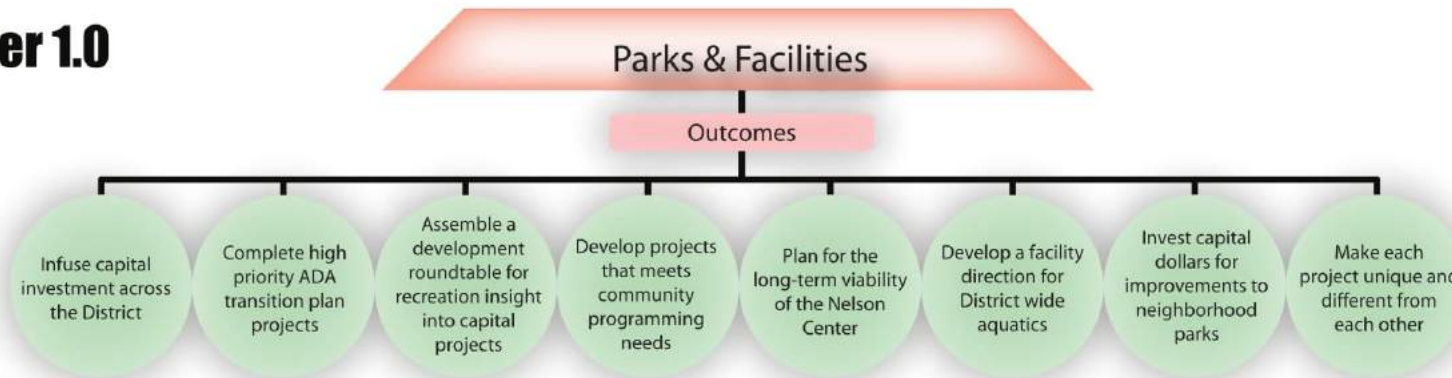 er 1.0
Parks & Facilities
Outcomes
Infuse capital
investment across
the District
Complete high
priority ADA
transition plan
projects
Assemble a
development
roundtable for
recreation insight
into capital
projects
Develop projects
that meets
community
programming
needs
Plan for the
long-term viability
of the Nelson
Center
Develop a facility
direction for
District wide
aquatics
Invest capital
dollars for
improvements to
neighborhood
parks
Make each
project unique and
different from
each other